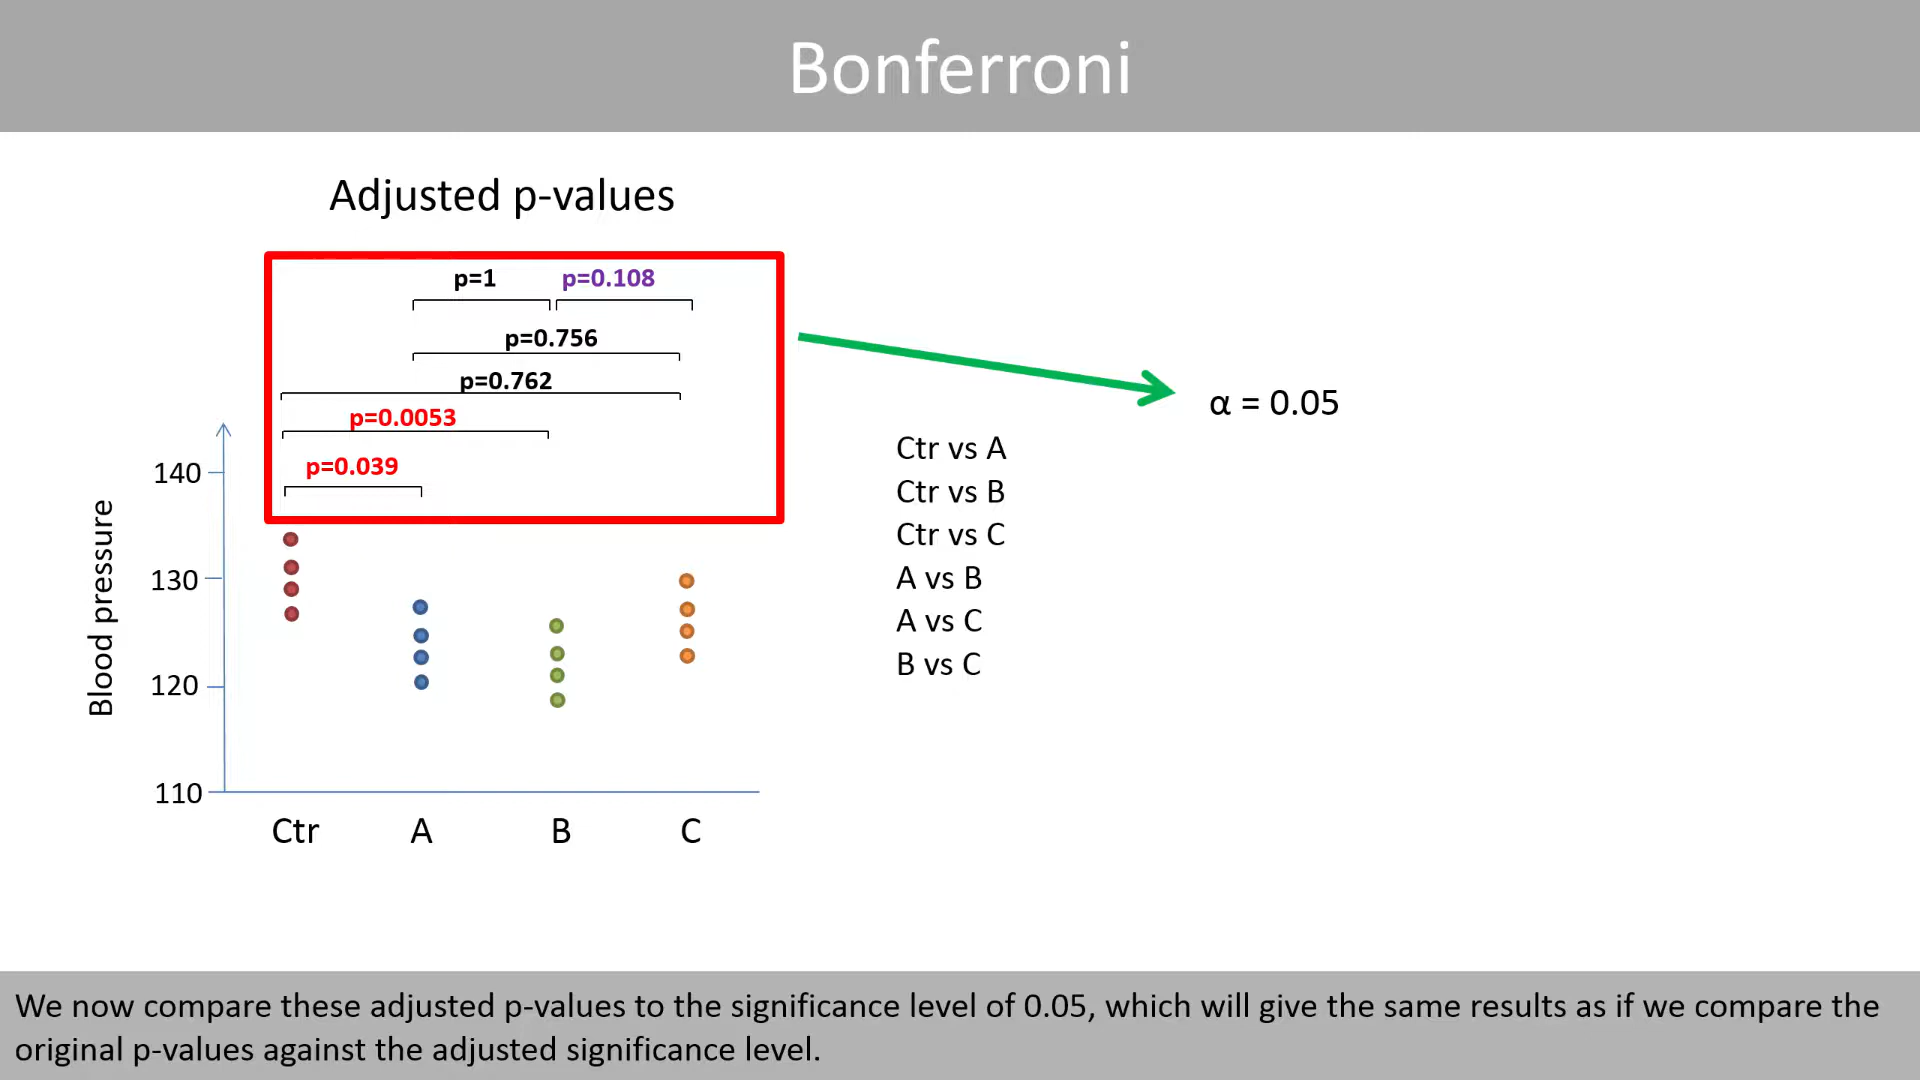 Bonferroni
Adjusted p-values
p=1
p=0.108
p=0.756
p=0.762
p=0.0053
p=0.039
α = 0.05
Ctr vs A
Ctr vs B
Ctr vs C
A vs B
A vs C
B vs C
Blood pressure
140
130
120
110
Ctr A B C
We now compare these adjusted p-values to the significance level of 0.05, which will give the same results as if we compare the
original p-values against the adjusted significance level.